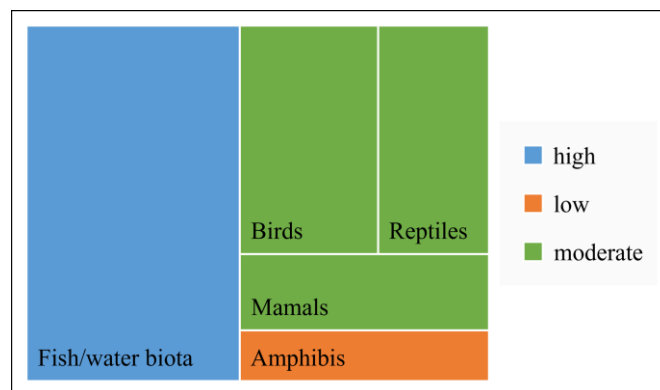 Birds
Reptiles
Mamals
Fish/water biota
Amphibis
high
low
moderate